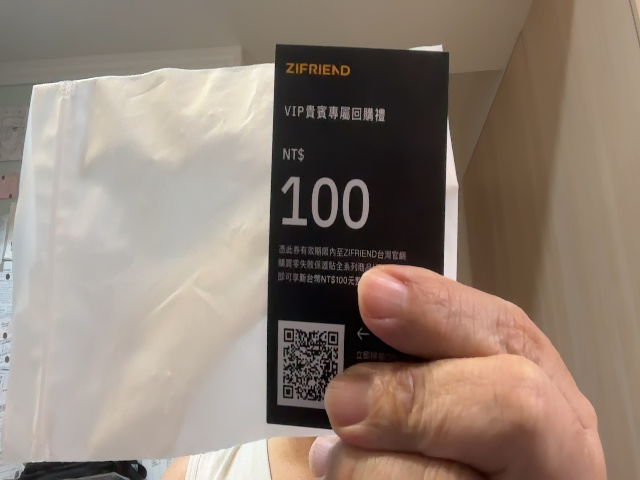 ZIFRIEND
VIP貴賓專屬回購禮
NT$
100
憑此券有效期限內至ZIFRIEND台灣官網
購買零失敗保護貼全系列商品
即可享新台幣NT$100元
←
立即